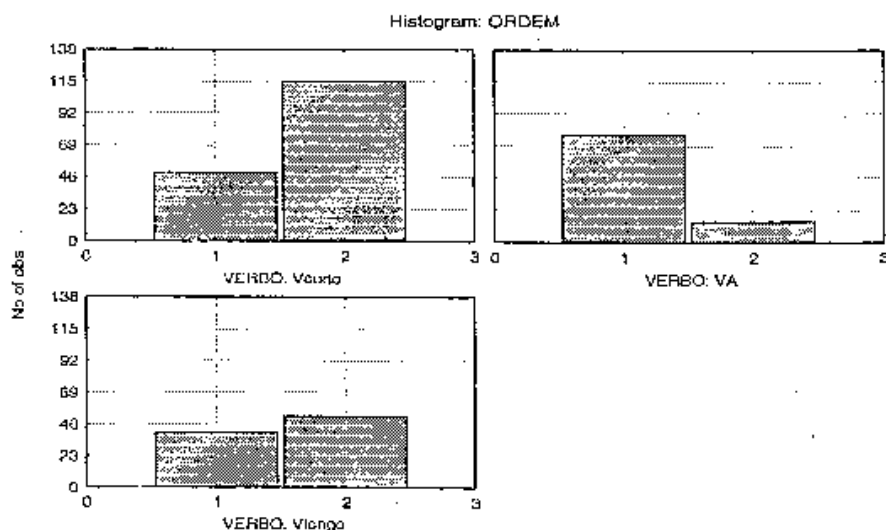 Histogram: ORDEM
No of obs
138
115
92
69
46
23
0
0 1 2 3
VERBO: Vcurto
0 1 2 3
VERBO: VA
138
115
92
69
46
23
0
0 1 2 3
VERBO: Vlongo